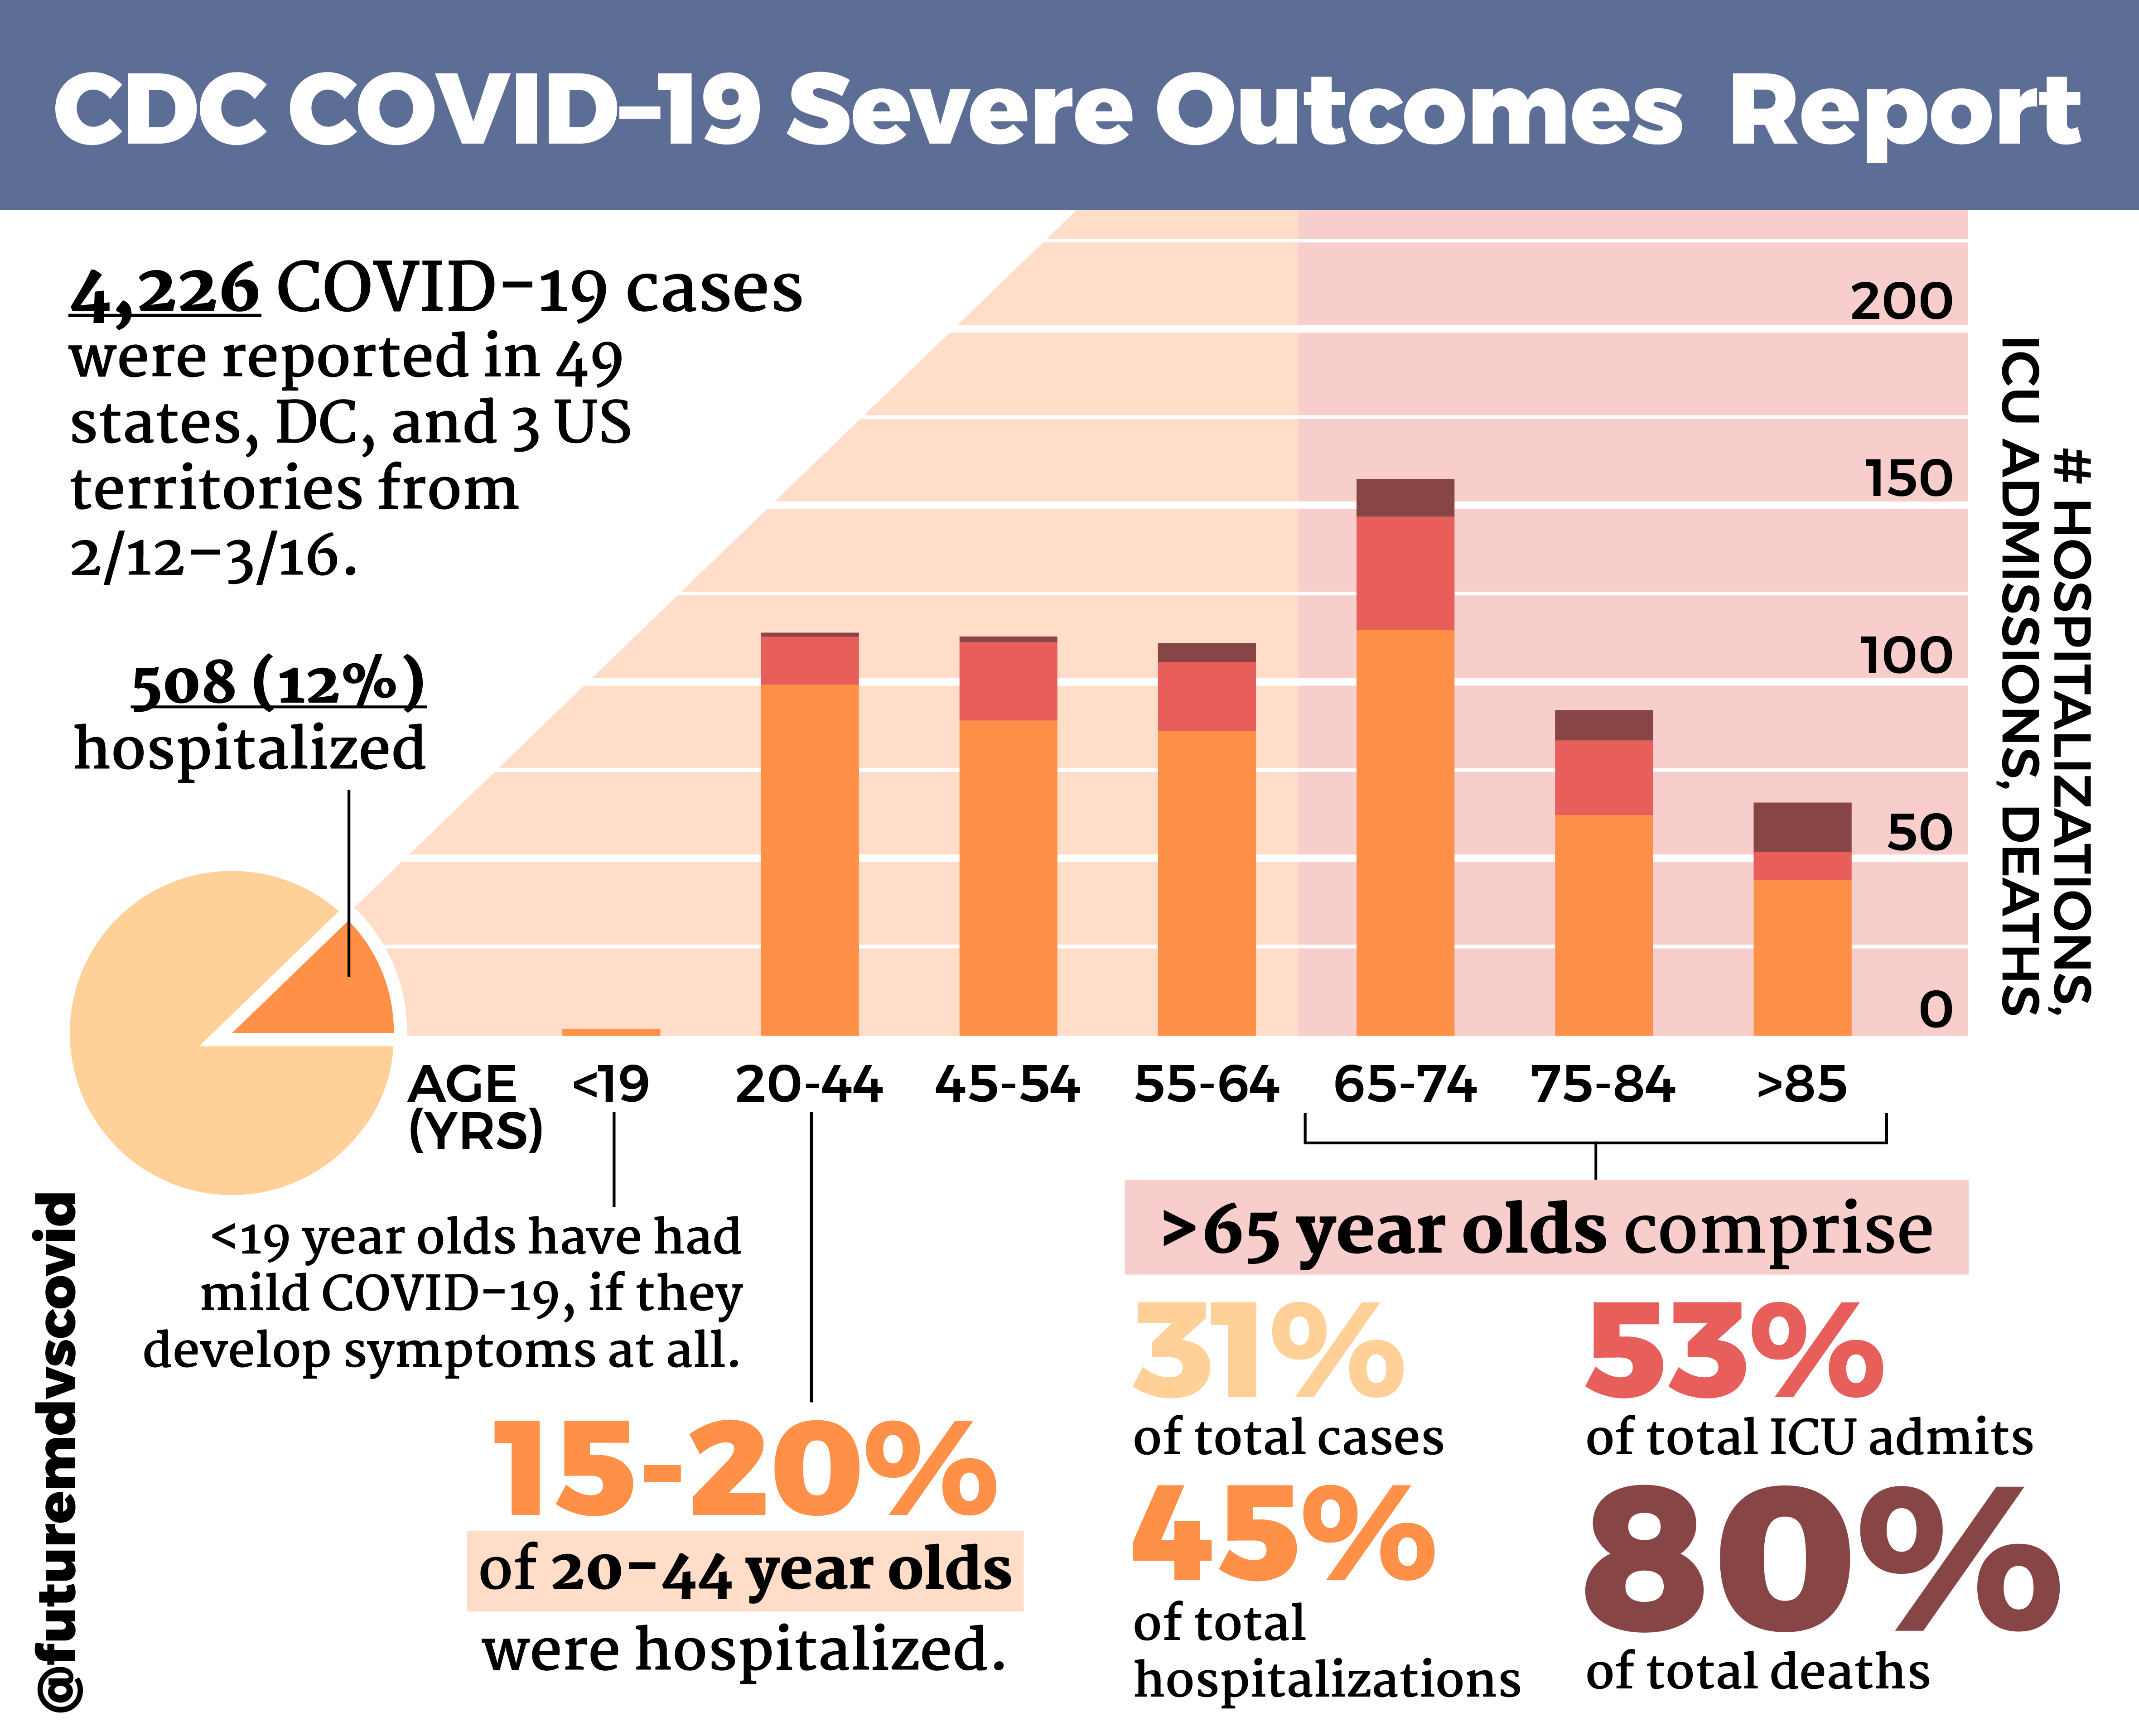 CDC COVID-19 Severe Outcomes Report
4,226 COVID-19 cases
were reported in 49
states, DC, and 3 US
territories from
2/12-3/16.
508 (12%)
hospitalized
200
150
100
50
0
# HOSPITALIZATIONS,
ICU ADMISSIONS, DEATHS
AGE
(YRS)
<19
20-44
45-54
55-64
65-74
75-84
>85
<19 year olds have had
mild COVID-19, if they
develop symptoms at all.
15-20%
of 20-44 year olds
were hospitalized.
>65 year olds comprise
31%
of total cases
53%
of total ICU admits
45%
of total
hospitalizations
80%
of total deaths
@futuremdvscovid